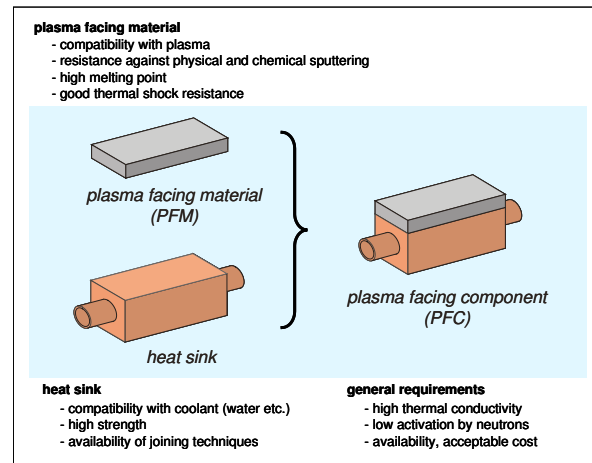 plasma facing material
- compatibility with plasma
- resistance against physical and chemical sputtering
- high melting point
- good thermal shock resistance
plasma facing material
(PFM)
heat sink
plasma facing component
(PFC)
heat sink
- compatibility with coolant (water etc.)
- high strength
- availability of joining techniques
general requirements
- high thermal conductivity
- low activation by neutrons
- availability, acceptable cost